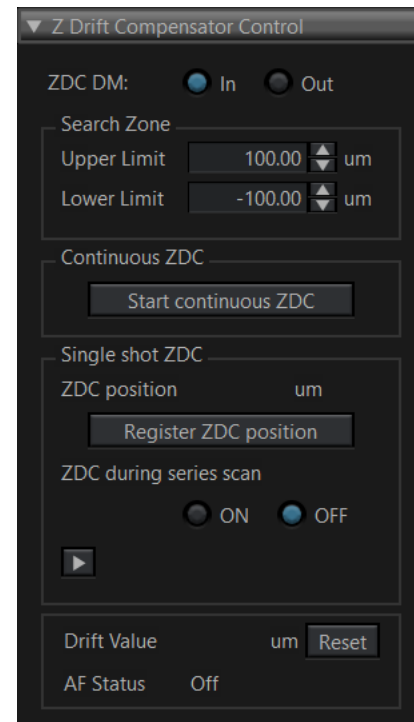 Z Drift Compensator Control
ZDC DM: In Out
Search Zone
Upper Limit 100.00 um
Lower Limit -100.00 um
Continuous ZDC
Start continuous ZDC
Single shot ZDC
ZDC position um
Register ZDC position
ZDC during series scan
ON OFF
Drift Value um Reset
AF Status Off